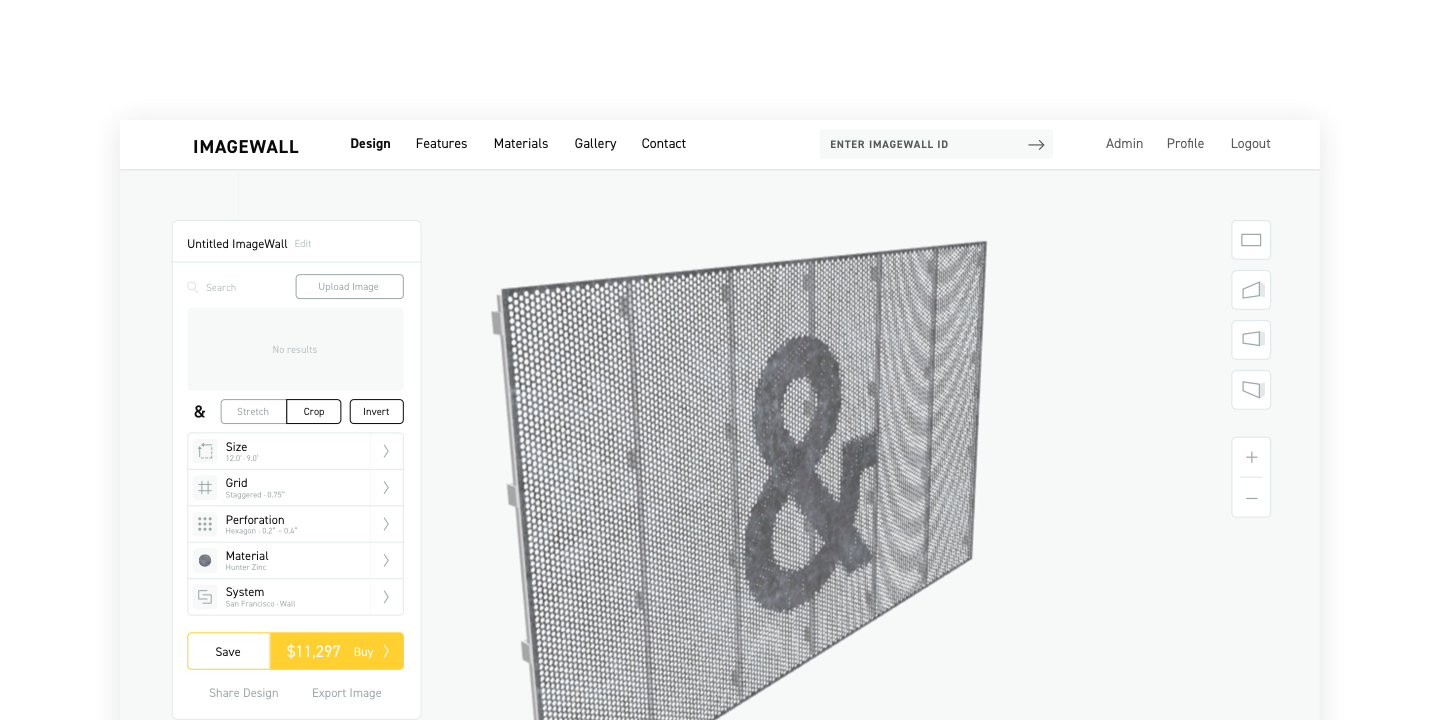 IMAGEWALL
Design Features Materials Gallery Contact
ENTER IMAGEWALL ID
Admin Profile Logout
Untitled ImageWall Edit
Search
Upload Image
No results
&
Stretch Crop Invert
Size
12.0' · 9.0'
Grid
Staggered · 0.75"
Perforation
Hexagon · 0.2" – 0.4"
Material
Hunter Zinc
System
San Francisco · Wall
Save
$11,297 Buy
Share Design Export Image
&